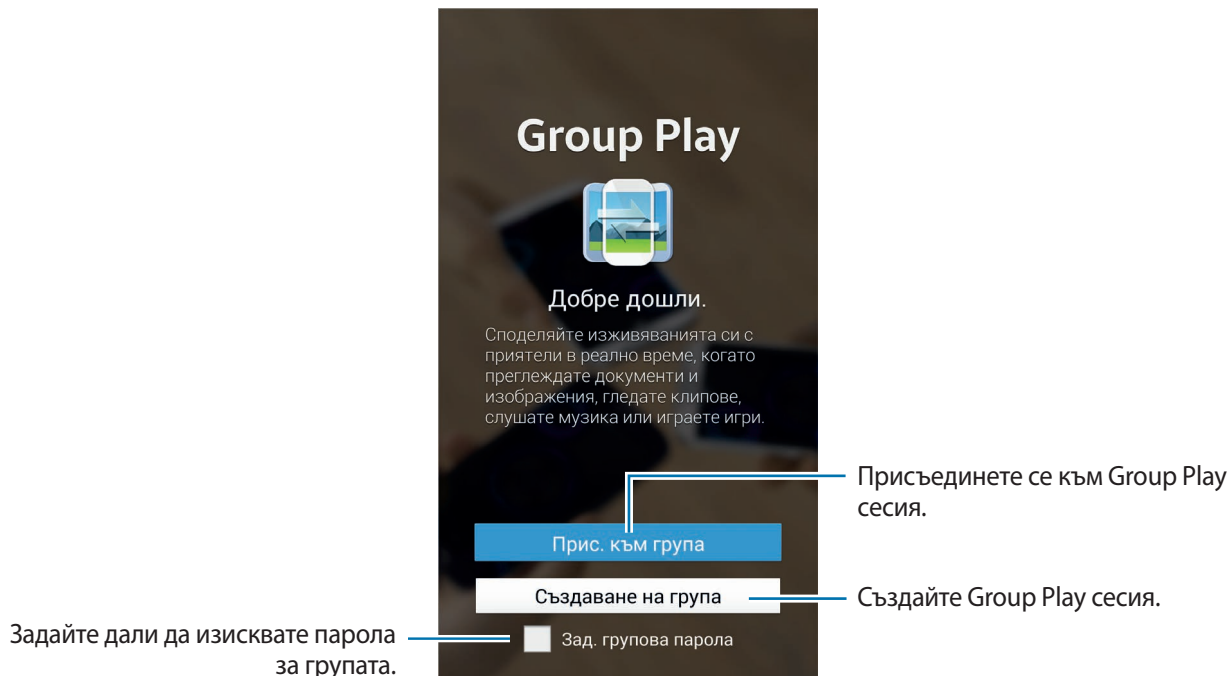 Group Play
Добре дошли.
Споделяйте изживяванията си с
приятели в реално време, когато
преглеждате документи и
изображения, гледате клипове,
слушате музика или играете игри.
Присъединете се към Group Play
сесия.
Прис. към група
Създаване на група
Създайте Group Play сесия.
Задайте дали да изисквате парола
за групата.
Зад. групова парола